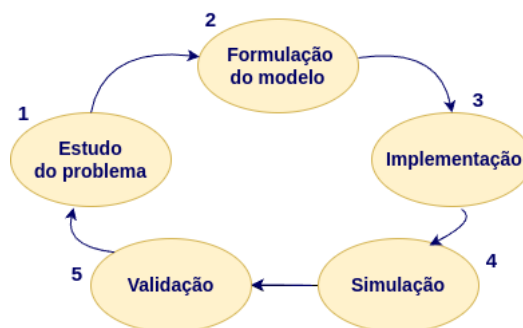 1
Estudo
do problema
2
Formulação
do modelo
3
Implementação
4
Simulação
5
Validação